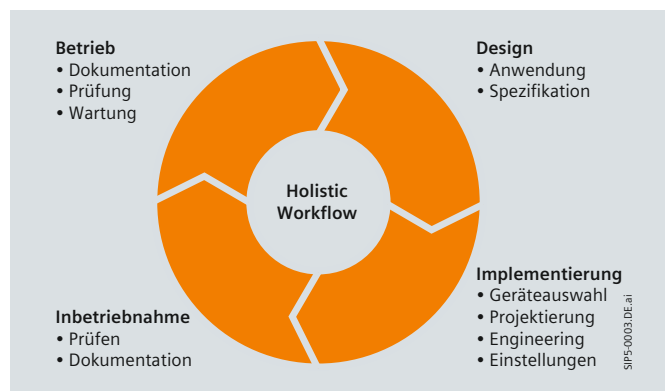 Betrieb
• Dokumentation
• Prüfung
• Wartung
Design
• Anwendung
• Spezifikation
Holistic
Workflow
Inbetriebnahme
• Prüfen
• Dokumentation
Implementierung
• Geräteauswahl
• Projektierung
• Engineering
• Einstellungen
SIP5-0003.DE.ai